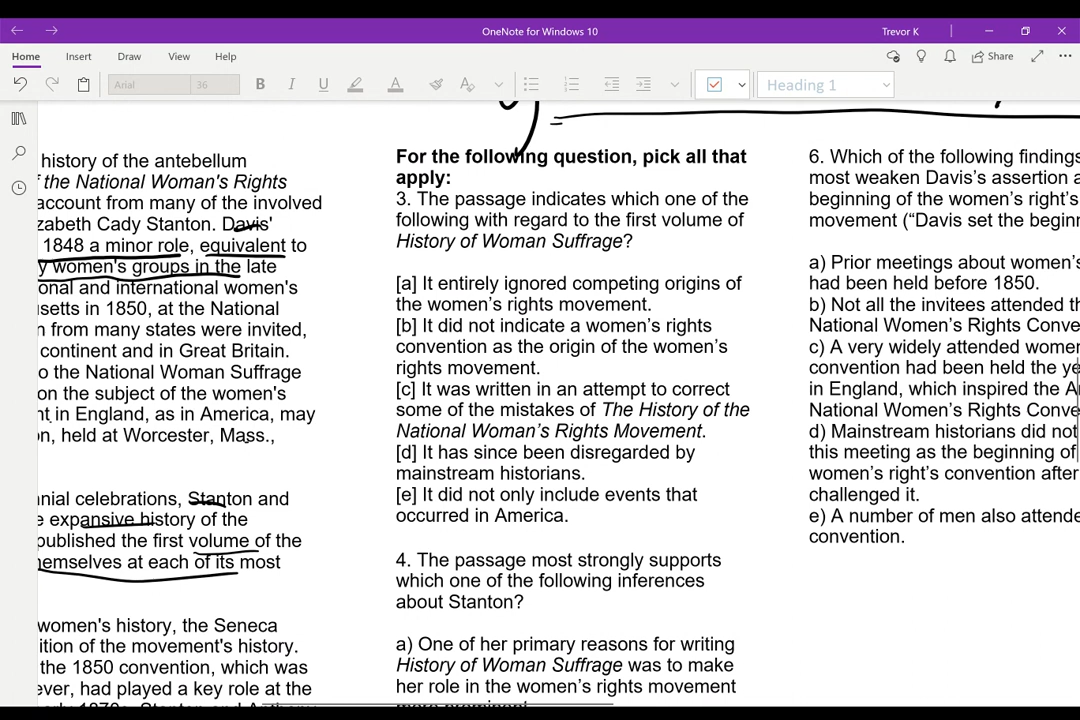 OneNote for Windows 10
Trevor K
Home Insert Draw View Help
Share
Arial 36 B I U A Heading 1
history of the antebellum
f the National Woman's Rights
account from many of the involved
zabeth Cady Stanton. Davis'
1848 a minor role, equivalent to
y women's groups in the late
onal and international women's
usetts in 1850, at the National
n from many states were invited,
continent and in Great Britain.
o the National Woman Suffrage
on the subject of the women's
nt in England, as in America, may
on, held at Worcester, Mass.,
nnial celebrations, Stanton and
e expansive history of the
published the first volume of the
hemselves at each of its most
women's history, the Seneca
ition of the movement's history.
the 1850 convention, which was
ever, had played a key role at the
For the following question, pick all that
apply:
3. The passage indicates which one of the
following with regard to the first volume of
History of Woman Suffrage?
[a] It entirely ignored competing origins of
the women's rights movement.
[b] It did not indicate a women's rights
convention as the origin of the women's
rights movement.
[c] It was written in an attempt to correct
some of the mistakes of The History of the
National Woman's Rights Movement.
[d] It has since been disregarded by
mainstream historians.
[e] It did not only include events that
occurred in America.
4. The passage most strongly supports
which one of the following inferences
about Stanton?
a) One of her primary reasons for writing
History of Woman Suffrage was to make
her role in the women's rights movement
more prominent
6. Which of the following findings
most weaken Davis's assertion a
beginning of the women's right's
movement ("Davis set the beginn
a) Prior meetings about women's
had been held before 1850.
b) Not all the invitees attended th
National Women's Rights Conve
c) A very widely attended women
convention had been held the ye
in England, which inspired the A
National Women's Rights Conve
d) Mainstream historians did not
this meeting as the beginning of
women's right's convention after
challenged it.
e) A number of men also attende
convention.